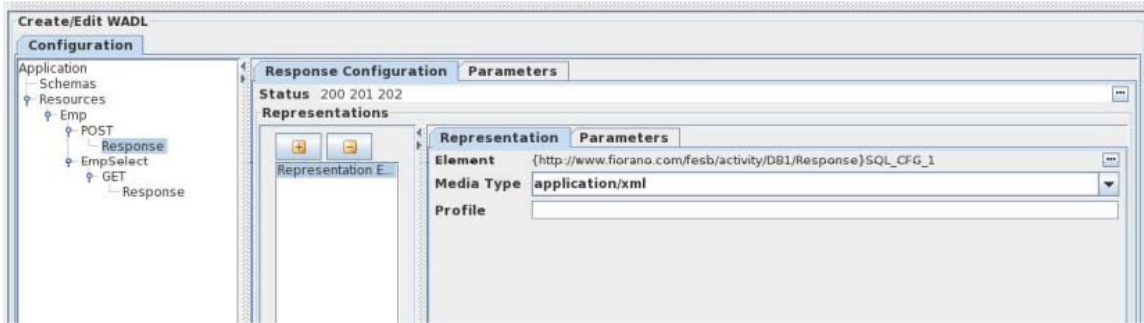 Create/Edit WADL
Configuration
Application
Schemas
Resources
Emp
POST
Response
EmpSelect
GET
Response
Response Configuration Parameters
Status 200 201 202 ...
Representations
Representation E...
Representation Parameters
Element {http://www.fiorano.com/fesb/activity/DB1/Response}SQL_CFG_1 ...
Media Type application/xml
Profile